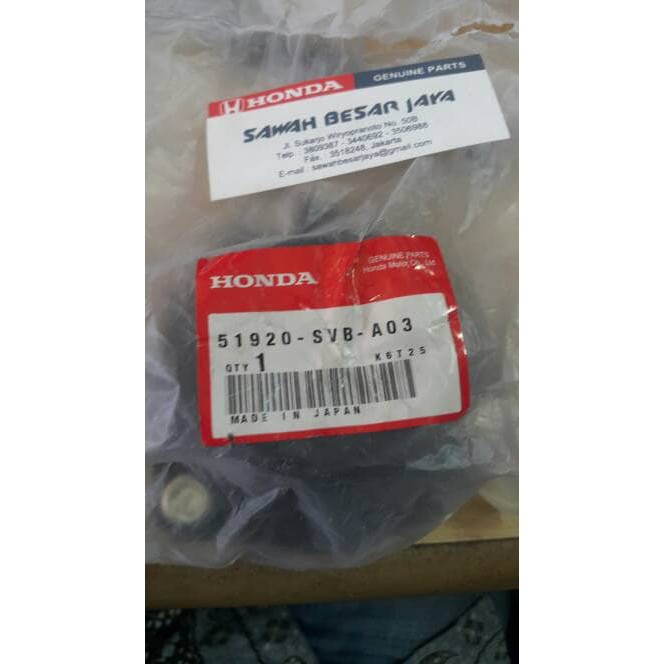 HONDA
GENUINE PARTS
SAWAH BESAR JAYA
Jl. Sukarjo Wiryopranoto No. 50B
Telp : 3809387 - 3440692 - 3506988
Fax. : 3518248, Jakarta
E-mail : sawahbesarjaya@gmail.com
HONDA
GENUINE PARTS
Honda Motor Co., Ltd.
51920-SVB-A03
QTY 1
K6T25
MADE IN JAPAN